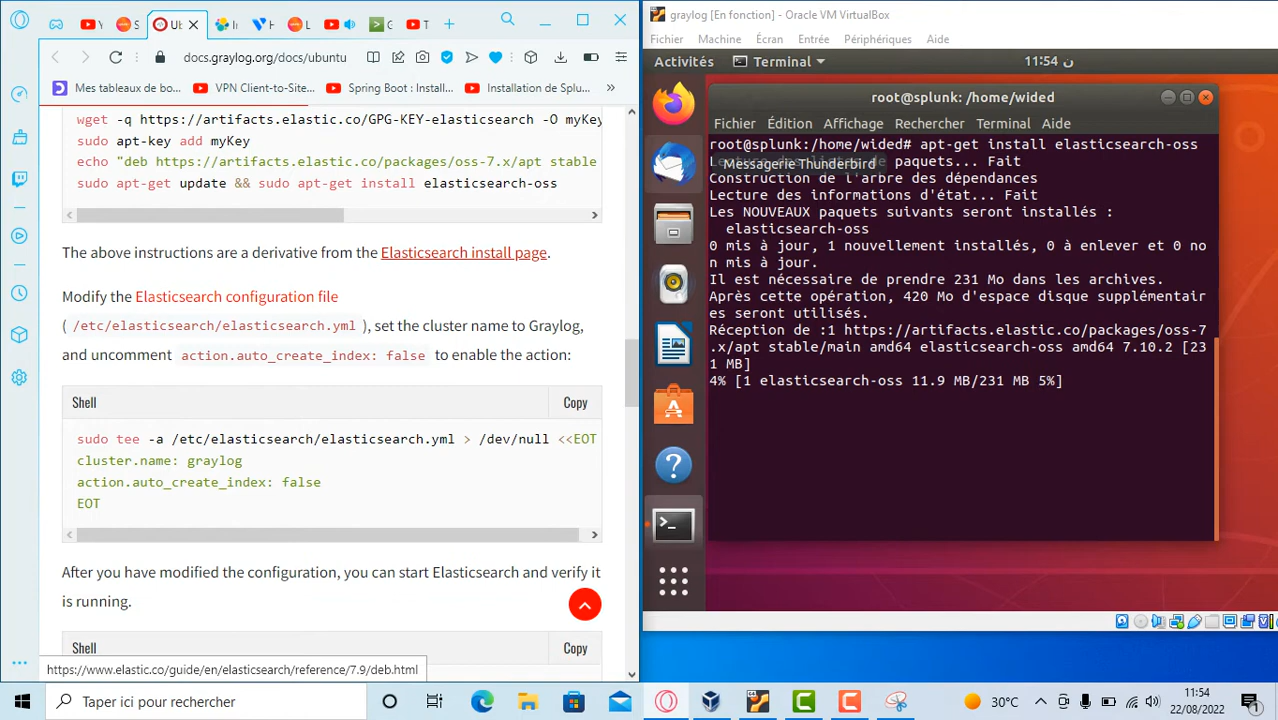 Y
S
Ub
I
V
L
C
T
docs.graylog.org/docs/ubuntu
Mes tableaux de bo...
VPN Client-to-Site...
Spring Boot : Install...
Installation de Splu...
wget -q https://artifacts.elastic.co/GPG-KEY-elasticsearch -O myKey
sudo apt-key add myKey
echo "deb https://artifacts.elastic.co/packages/oss-7.x/apt stable
sudo apt-get update && sudo apt-get install elasticsearch-oss
The above instructions are a derivative from the Elasticsearch install page.
Modify the Elasticsearch configuration file
( /etc/elasticsearch/elasticsearch.yml ), set the cluster name to Graylog,
and uncomment action.auto_create_index: false to enable the action:
Shell
Copy
sudo tee -a /etc/elasticsearch/elasticsearch.yml > /dev/null <<EOT
cluster.name: graylog
action.auto_create_index: false
EOT
After you have modified the configuration, you can start Elasticsearch and verify it
is running.
Shell
Copy
https://www.elastic.co/guide/en/elasticsearch/reference/7.9/deb.html
graylog [En fonction] - Oracle VM VirtualBox
Fichier Machine Écran Entrée Périphériques Aide
Activités
Terminal
11:54 ن
root@splunk: /home/wided
Fichier Édition Affichage Rechercher Terminal Aide
root@splunk:/home/wided# apt-get install elasticsearch-oss
Lecture des listes de paquets... Fait
Messagerie Thunderbird
Construction de l'arbre des dépendances
Lecture des informations d'état... Fait
Les NOUVEAUX paquets suivants seront installés :
elasticsearch-oss
0 mis à jour, 1 nouvellement installés, 0 à enlever et 0 no
n mis à jour.
Il est nécessaire de prendre 231 Mo dans les archives.
Après cette opération, 420 Mo d'espace disque supplémentair
es seront utilisés.
Réception de :1 https://artifacts.elastic.co/packages/oss-7
.x/apt stable/main amd64 elasticsearch-oss amd64 7.10.2 [23
1 MB]
4% [1 elasticsearch-oss 11.9 MB/231 MB 5%]
Taper ici pour rechercher
30°C
11:54
22/08/2022